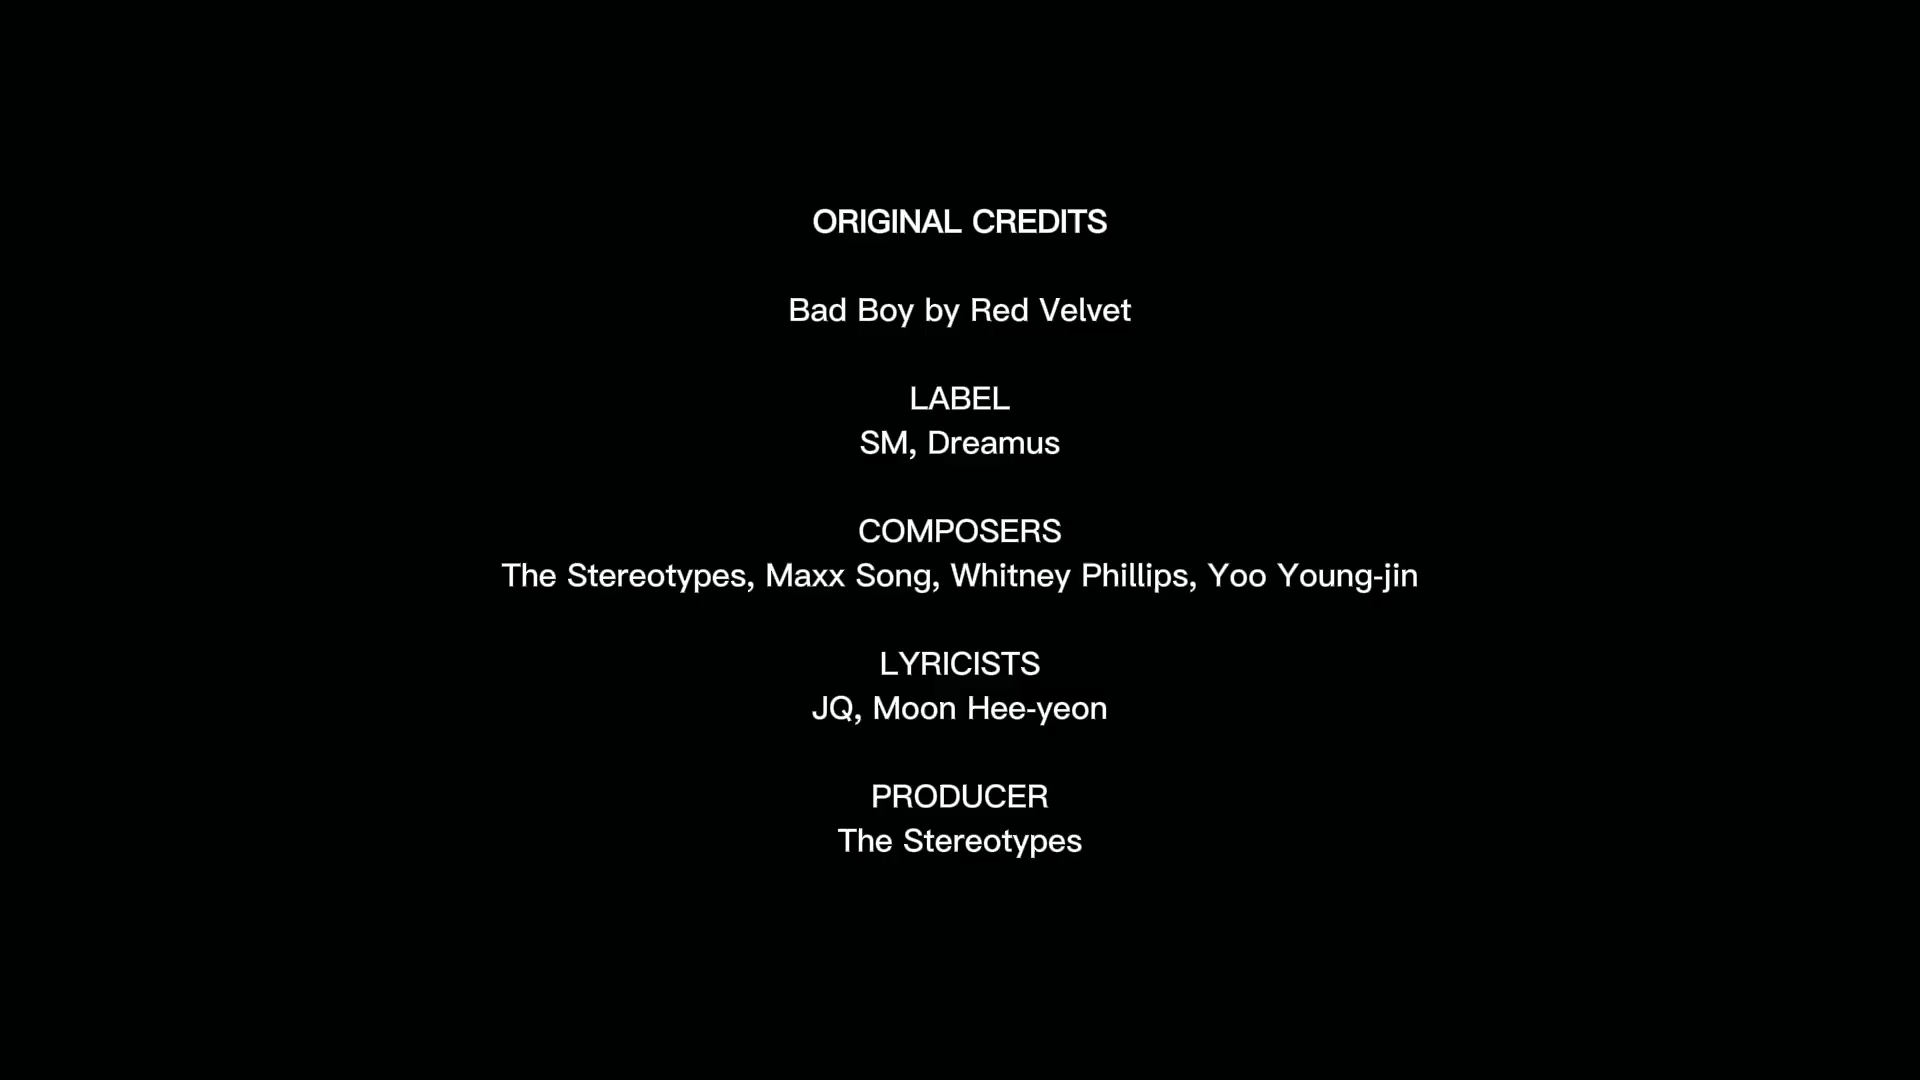 ORIGINAL CREDITS
Bad Boy by Red Velvet
LABEL
SM, Dreamus
COMPOSERS
The Stereotypes, Maxx Song, Whitney Phillips, Yoo Young-jin
LYRICISTS
JQ, Moon Hee-yeon
PRODUCER
The Stereotypes